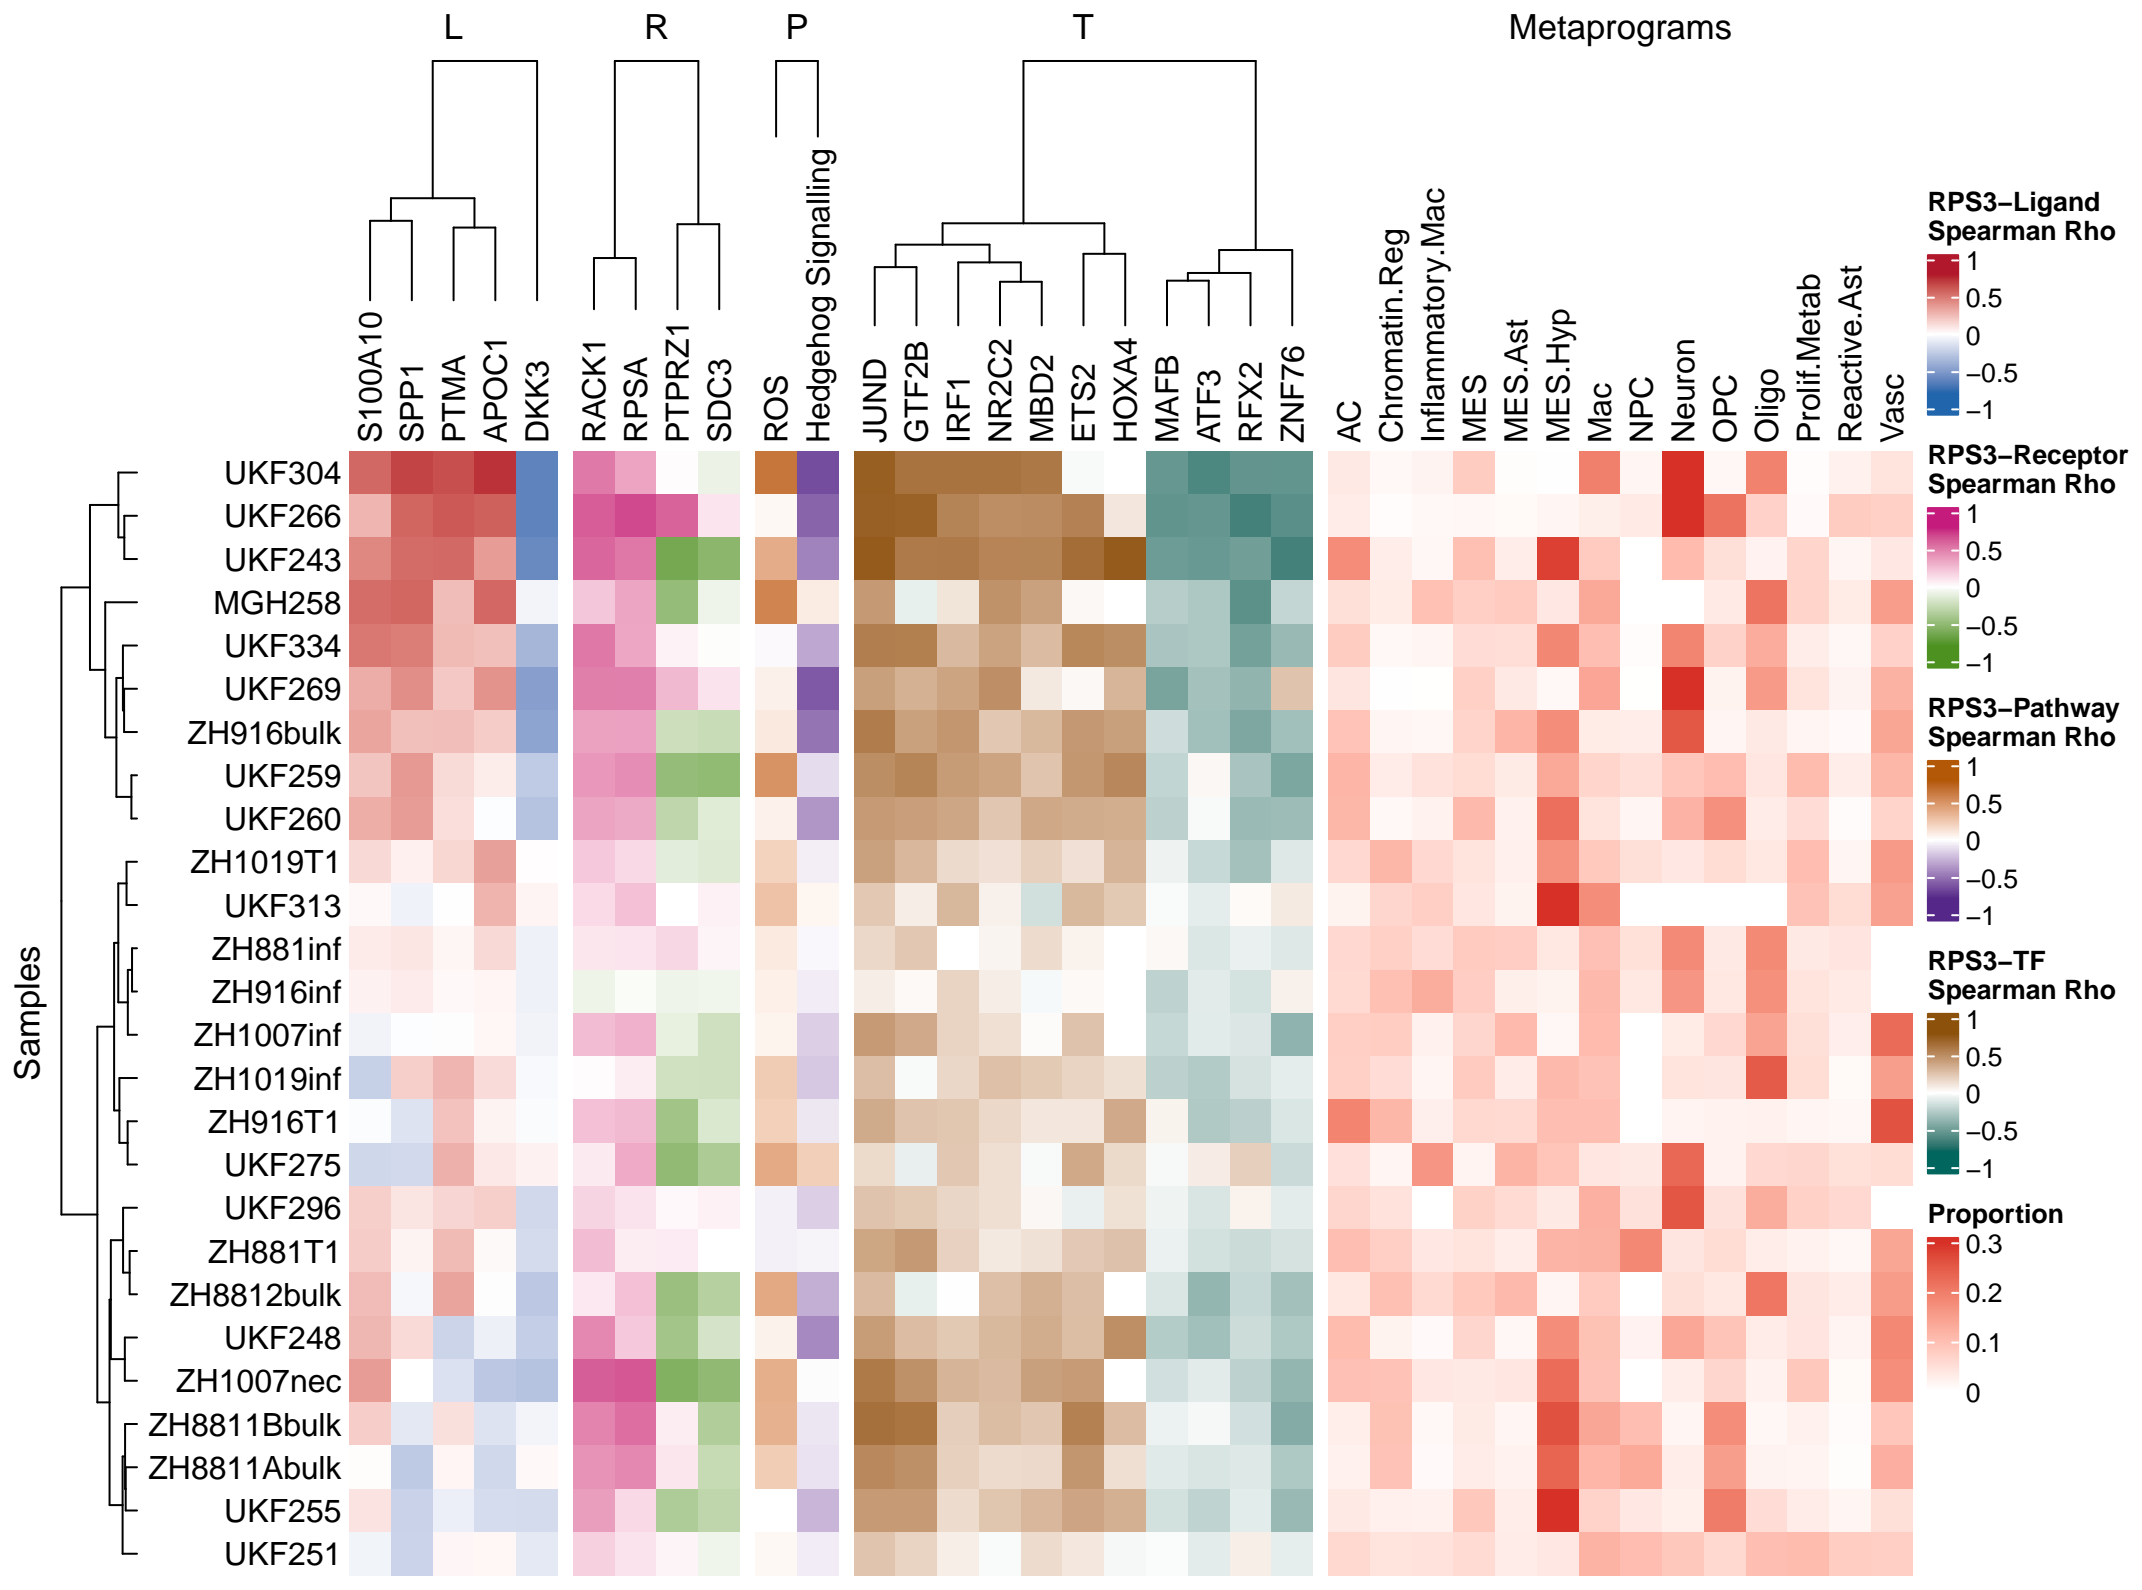 L
R
P
T
Metaprograms
S100A10
SPP1
PTMA
APOC1
DKK3
RACK1
RPSA
PTPRZ1
SDC3
ROS
Hedgehog Signalling
JUND
GTF2B
IRF1
NR2C2
MBD2
ETS2
HOXA4
MAFB
ATF3
RFX2
ZNF76
AC
Chromatin.Reg
Inflammatory.Mac
MES
MES.Ast
MES.Hyp
Mac
NPC
Neuron
OPC
Oligo
Prolif.Metab
Reactive.Ast
Vasc
Samples
UKF304
UKF266
UKF243
MGH258
UKF334
UKF269
ZH916bulk
UKF259
UKF260
ZH1019T1
UKF313
ZH881inf
ZH916inf
ZH1007inf
ZH1019inf
ZH916T1
UKF275
UKF296
ZH881T1
ZH8812bulk
UKF248
ZH1007nec
ZH8811Bbulk
ZH8811Abulk
UKF255
UKF251
RPS3−Ligand
Spearman Rho
1
0.5
0
−0.5
−1
RPS3−Receptor
Spearman Rho
1
0.5
0
−0.5
−1
RPS3−Pathway
Spearman Rho
1
0.5
0
−0.5
−1
RPS3−TF
Spearman Rho
1
0.5
0
−0.5
−1
Proportion
0.3
0.2
0.1
0